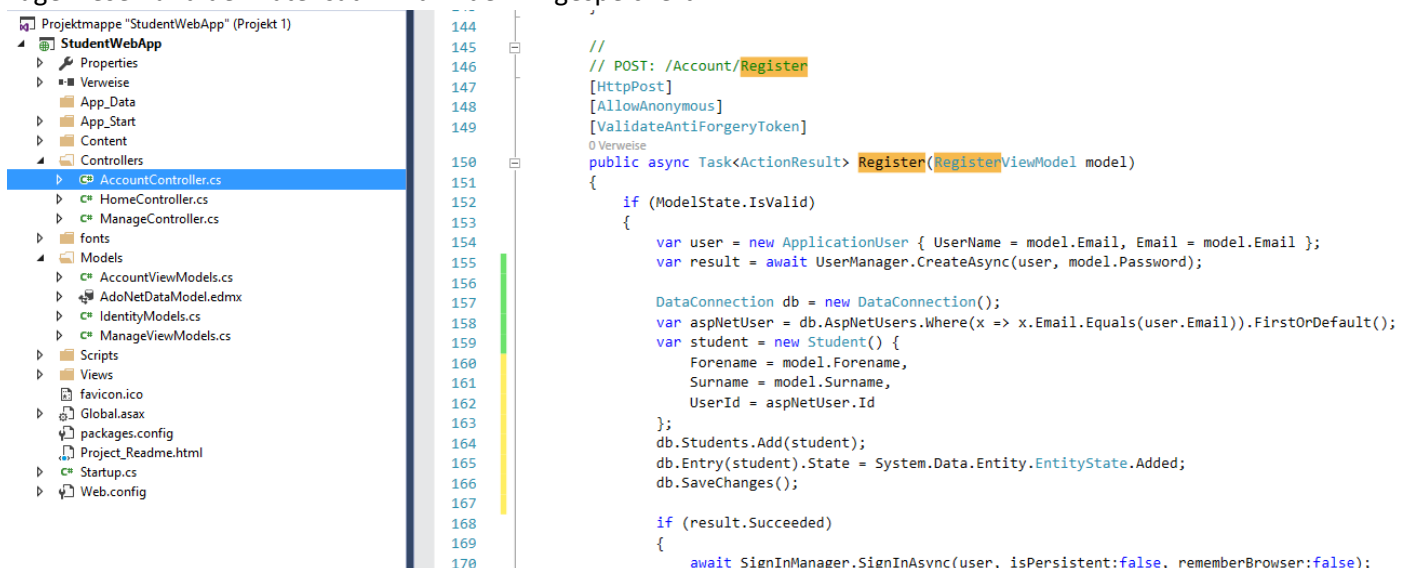 Projektmappe "StudentWebApp" (Projekt 1)
StudentWebApp
Properties
Verweise
App_Data
App_Start
Content
Controllers
C# AccountController.cs
C# HomeController.cs
C# ManageController.cs
fonts
Models
C# AccountViewModels.cs
AdoNetDataModel.edmx
C# IdentityModels.cs
C# ManageViewModels.cs
Scripts
Views
favicon.ico
Global.asax
packages.config
Project_Readme.html
C# Startup.cs
Web.config
144
145 //
146 // POST: /Account/Register
147 [HttpPost]
148 [AllowAnonymous]
149 [ValidateAntiForgeryToken]
0 Verweise
150 public async Task<ActionResult> Register(RegisterViewModel model)
151 {
152 if (ModelState.IsValid)
153 {
154 var user = new ApplicationUser { UserName = model.Email, Email = model.Email };
155 var result = await UserManager.CreateAsync(user, model.Password);
156
157 DataConnection db = new DataConnection();
158 var aspNetUser = db.AspNetUsers.Where(x => x.Email.Equals(user.Email)).FirstOrDefault();
159 var student = new Student() {
160 Forename = model.Forename,
161 Surname = model.Surname,
162 UserId = aspNetUser.Id
163 };
164 db.Students.Add(student);
165 db.Entry(student).State = System.Data.Entity.EntityState.Added;
166 db.SaveChanges();
167
168 if (result.Succeeded)
169 {
170 await SignInManager.SignInAsync(user, isPersistent:false, rememberBrowser:false);